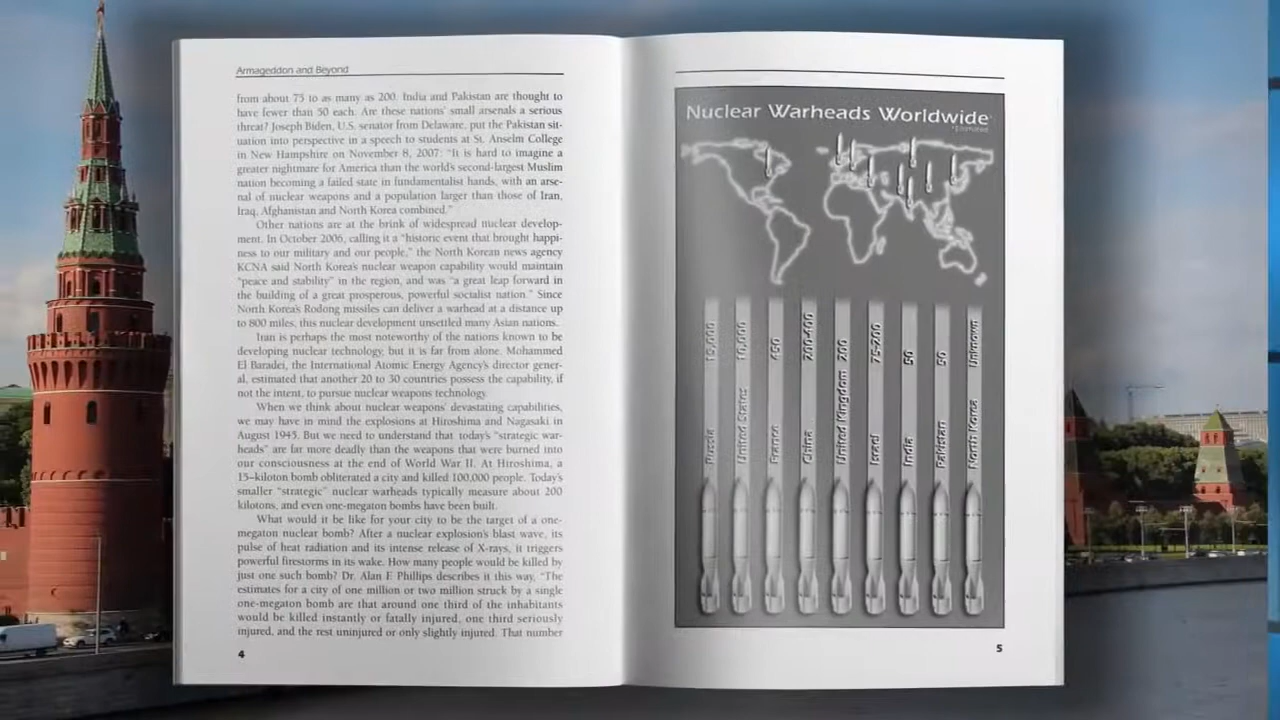 Armageddon and Beyond
from about 75 to as many as 200. India and Pakistan are thought to
have fewer than 50 each. Are these nations' small arsenals a serious
threat? Joseph Biden, U.S. senator from Delaware, put the Pakistan sit-
uation into perspective in a speech to students at St. Anselm College
in New Hampshire on November 8, 2007: "It is hard to imagine a
greater nightmare for America than the world's second-largest Muslim
nation becoming a failed state in fundamentalist hands, with an arse-
nal of nuclear weapons and a population larger than those of Iran,
Iraq, Afghanistan and North Korea combined."
Other nations are at the brink of widespread nuclear develop-
ment. In October 2006, calling it a "historic event that brought happi-
ness to our military and our people," the North Korean news agency
KCNA said North Korea's nuclear weapon capability would maintain
"peace and stability" in the region, and was "a great leap forward in
the building of a great prosperous, powerful socialist nation." Since
North Korea's Rodong missiles can deliver a warhead at a distance up
to 800 miles, this nuclear development unsettled many Asian nations.
Iran is perhaps the most noteworthy of the nations known to be
developing nuclear technology, but it is far from alone. Mohammed
El Baradei, the International Atomic Energy Agency's director gener-
al, estimated that another 20 to 30 countries possess the capability, if
not the intent, to pursue nuclear weapons technology.
When we think about nuclear weapons' devastating capabilities,
we may have in mind the explosions at Hiroshima and Nagasaki in
August 1945. But we need to understand that today's "strategic war-
heads" are far more deadly than the weapons that were burned into
our consciousness at the end of World War II. At Hiroshima, a
15-kiloton bomb obliterated a city and killed 100,000 people. Today's
smaller "strategic" nuclear warheads typically measure about 200
kilotons, and even one-megaton bombs have been built.
What would it be like for your city to be the target of a one-
megaton nuclear bomb? After a nuclear explosion's blast wave, its
pulse of heat radiation and its intense release of X-rays, it triggers
powerful firestorms in its wake. How many people would be killed by
just one such bomb? Dr. Alan F. Phillips describes it this way, "The
estimates for a city of one million or two million struck by a single
one-megaton bomb are that around one third of the inhabitants
would be killed instantly or fatally injured, one third seriously
injured, and the rest uninjured or only slightly injured. That number
4
Nuclear Warheads Worldwide
*Estimated
Russia
United States 10,000
France 350
China 200-400
United Kingdom 200
Israel 75-200
India 50
Pakistan 50
North Korea Unknown
5